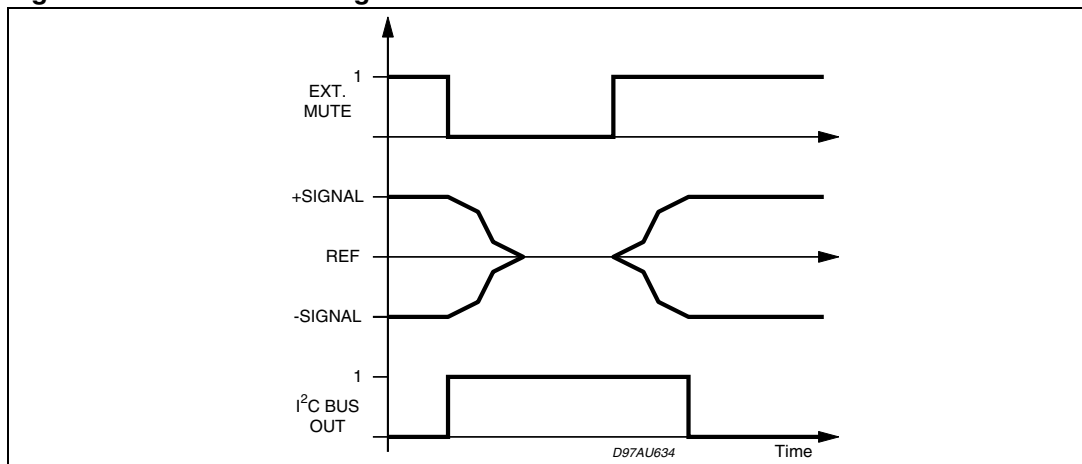 1
EXT.
MUTE
+SIGNAL
REF
-SIGNAL
1
I²C BUS
OUT
D97AU634
Time